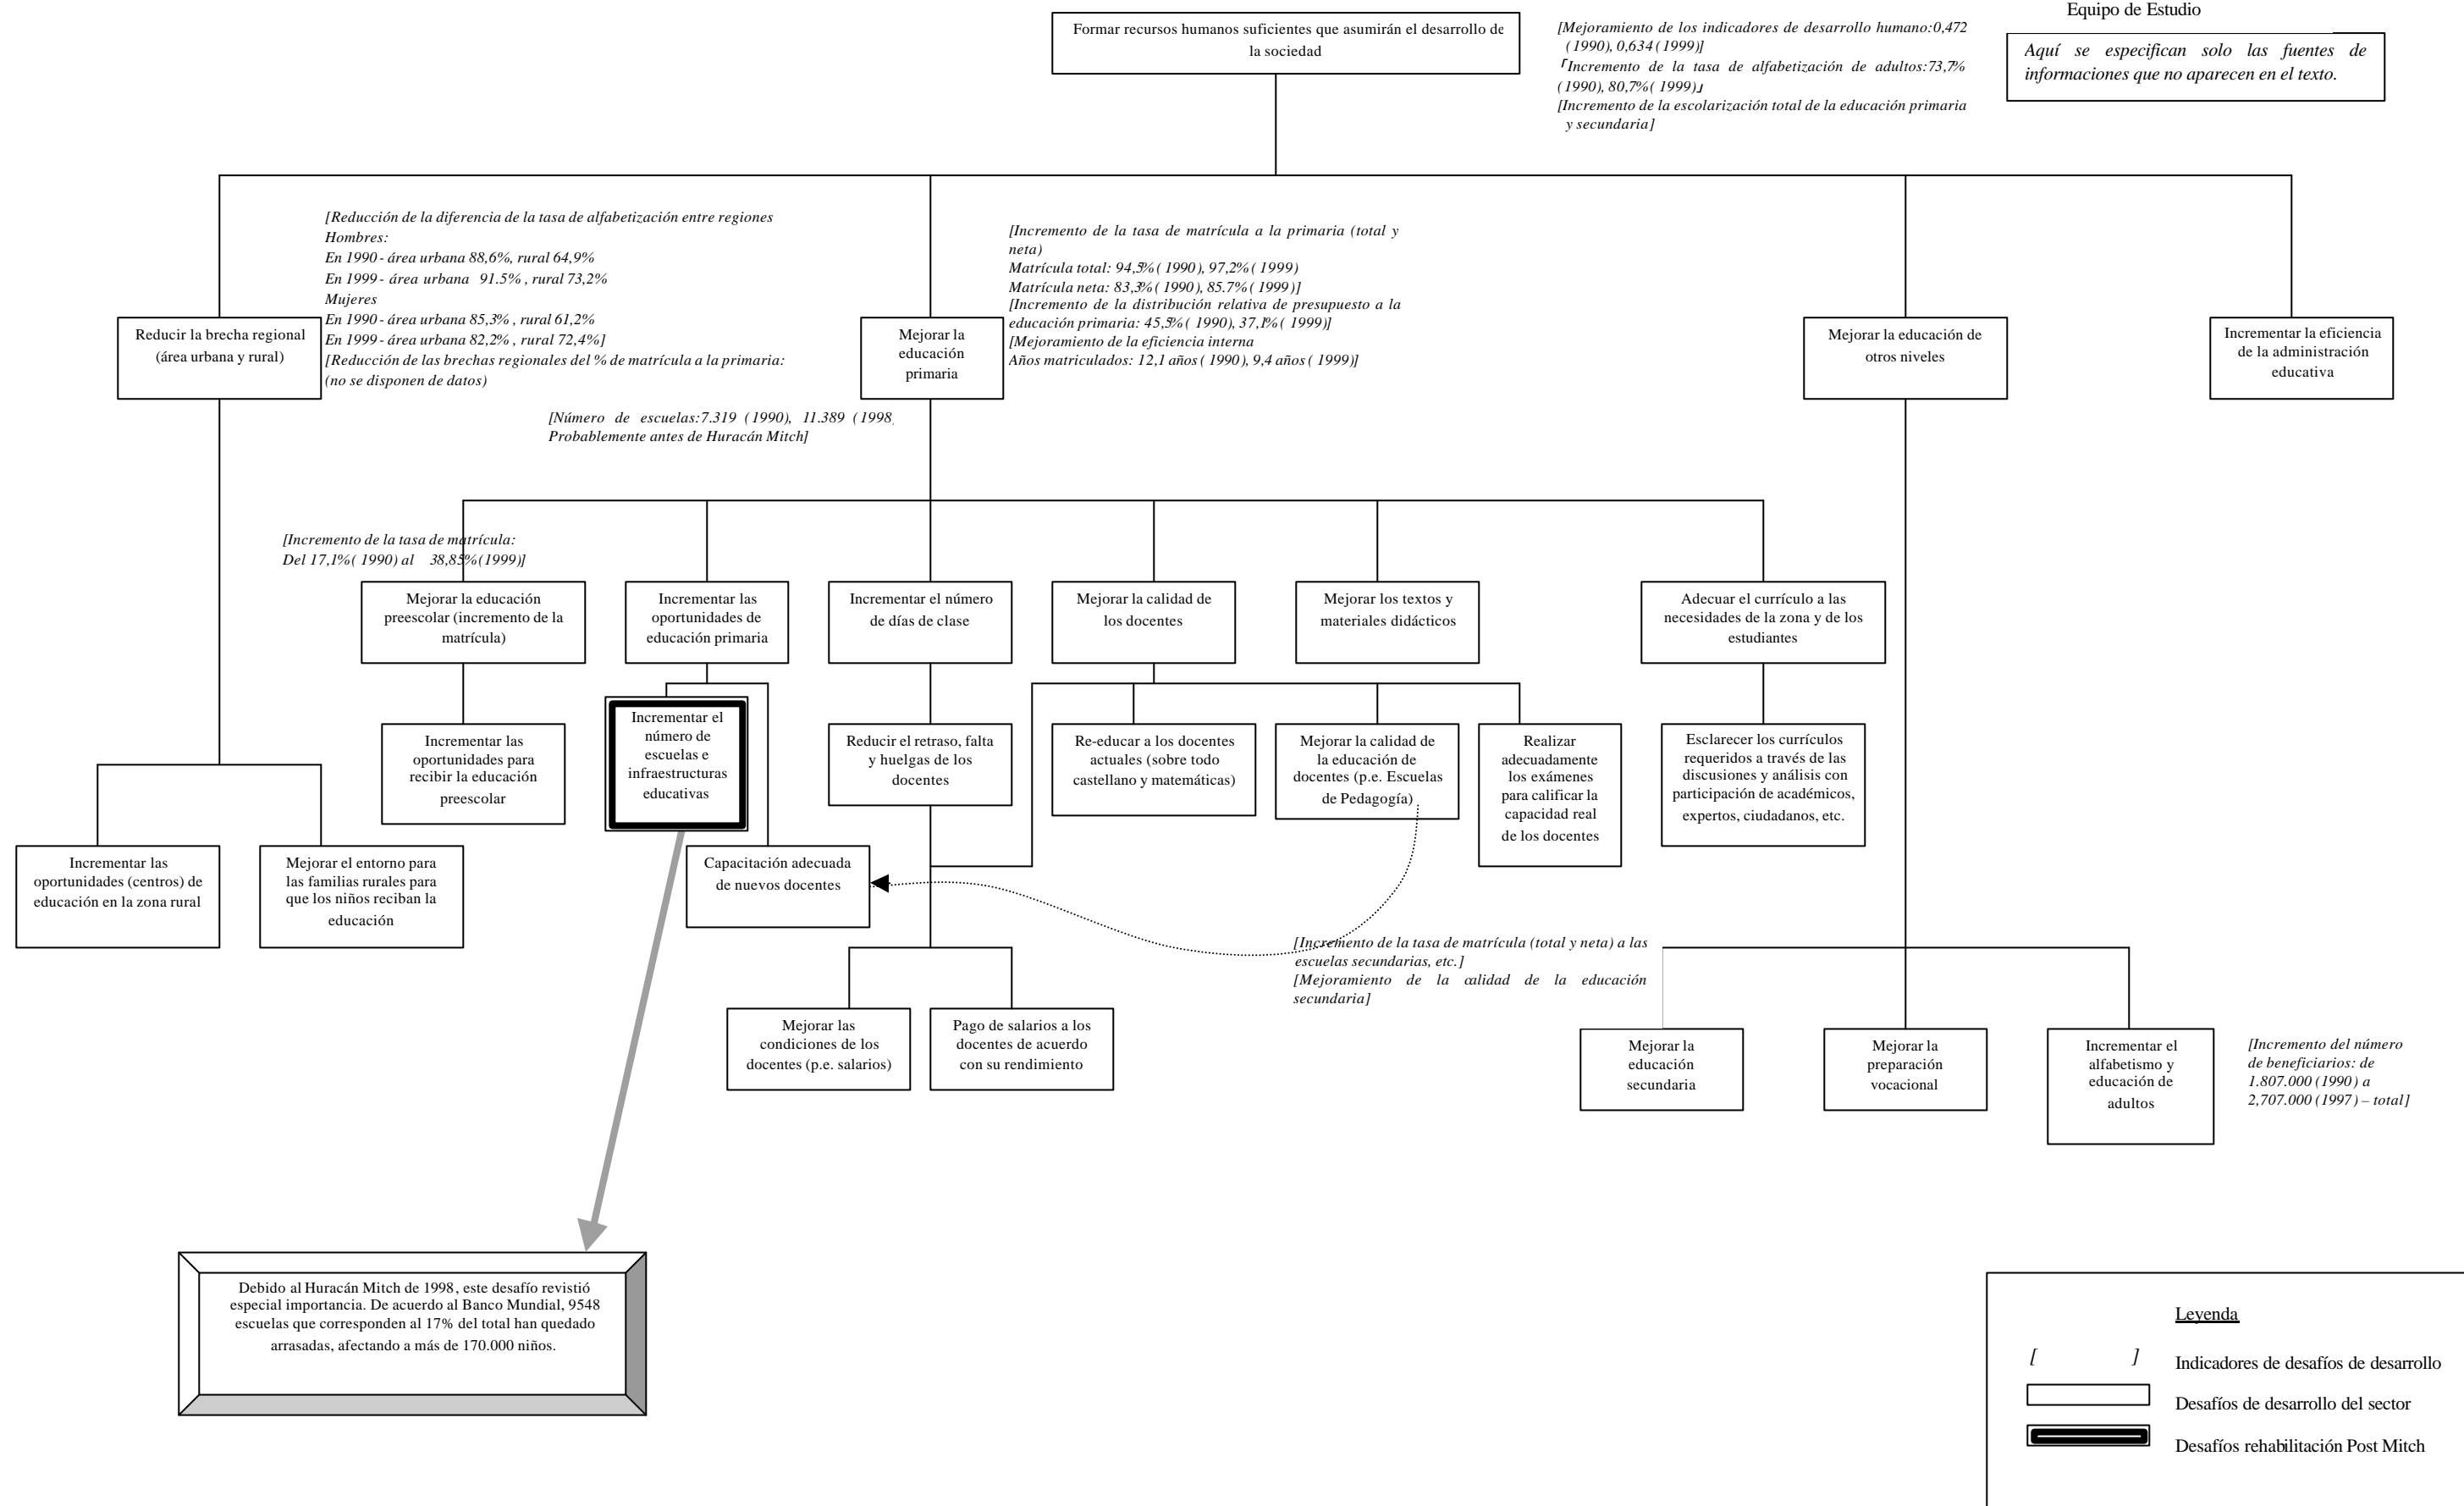 Equipo de Estudio
Aquí se especifican solo las fuentes de
informaciones que no aparecen en el texto.
Formar recursos humanos suficientes que asumirán el desarrollo de
la sociedad
[Mejoramiento de los indicadores de desarrollo humano:0,472
(1990), 0,634 (1999)]
「Incremento de la tasa de alfabetización de adultos:73,7%
(1990), 80,7%( 1999)」
[Incremento de la escolarización total de la educación primaria
y secundaria]
Reducir la brecha regional
(área urbana y rural)
[Reducción de la diferencia de la tasa de alfabetización entre regiones
Hombres:
En 1990 - área urbana 88,6%, rural 64,9%
En 1999 - área urbana 91.5% , rural 73,2%
Mujeres
En 1990 - área urbana 85,3% , rural 61,2%
En 1999 - área urbana 82,2% , rural 72,4%]
[Reducción de las brechas regionales del % de matrícula a la primaria:
(no se disponen de datos)
Mejorar la
educación
primaria
[Incremento de la tasa de matrícula a la primaria (total y
neta)
Matrícula total: 94,5% ( 1990), 97,2% ( 1999)
Matrícula neta: 83,3% ( 1990), 85.7% ( 1999)]
[Incremento de la distribución relativa de presupuesto a la
educación primaria: 45,5% ( 1990), 37,1% ( 1999)]
[Mejoramiento de la eficiencia interna
Años matriculados: 12,1 años ( 1990), 9,4 años ( 1999)]
Mejorar la educación de
otros niveles
Incrementar la eficiencia
de la administración
educativa
[Número de escuelas:7.319 (1990), 11.389 (1998,
Probablemente antes de Huracán Mitch]
[Incremento de la tasa de matrícula:
Del 17,1%( 1990) al 38,85%(1999)]
Mejorar la educación
preescolar (incremento de la
matrícula)
Incrementar las
oportunidades de
educación primaria
Incrementar el número
de días de clase
Mejorar la calidad de
los docentes
Mejorar los textos y
materiales didácticos
Adecuar el currículo a las
necesidades de la zona y de los
estudiantes
Incrementar las
oportunidades para
recibir la educación
preescolar
Incrementar el
número de
escuelas e
infraestructuras
educativas
Reducir el retraso, falta
y huelgas de los
docentes
Re-educar a los docentes
actuales (sobre todo
castellano y matemáticas)
Mejorar la calidad de
la educación de
docentes (p.e. Escuelas
de Pedagogía)
Realizar
adecuadamente
los exámenes
para calificar la
capacidad real
de los docentes
Esclarecer los currículos
requeridos a través de las
discusiones y análisis con
participación de académicos,
expertos, ciudadanos, etc.
Incrementar las
oportunidades (centros) de
educación en la zona rural
Mejorar el entorno para
las familias rurales para
que los niños reciban la
educación
Capacitación adecuada
de nuevos docentes
[Incremento de la tasa de matrícula (total y neta) a las
escuelas secundarias, etc.]
[Mejoramiento de la calidad de la educación
secundaria]
Mejorar las
condiciones de los
docentes (p.e. salarios)
Pago de salarios a los
docentes de acuerdo
con su rendimiento
Mejorar la
educación
secundaria
Mejorar la
preparación
vocacional
Incrementar el
alfabetismo y
educación de
adultos
[Incremento del número
de beneficiarios: de
1.807.000 (1990) a
2,707.000 (1997) – total]
Debido al Huracán Mitch de 1998, este desafío revistió
especial importancia. De acuerdo al Banco Mundial, 9548
escuelas que corresponden al 17% del total han quedado
arrasadas, afectando a más de 170.000 niños.
Leyenda
[ ] Indicadores de desafíos de desarrollo
Desafíos de desarrollo del sector
Desafíos rehabilitación Post Mitch